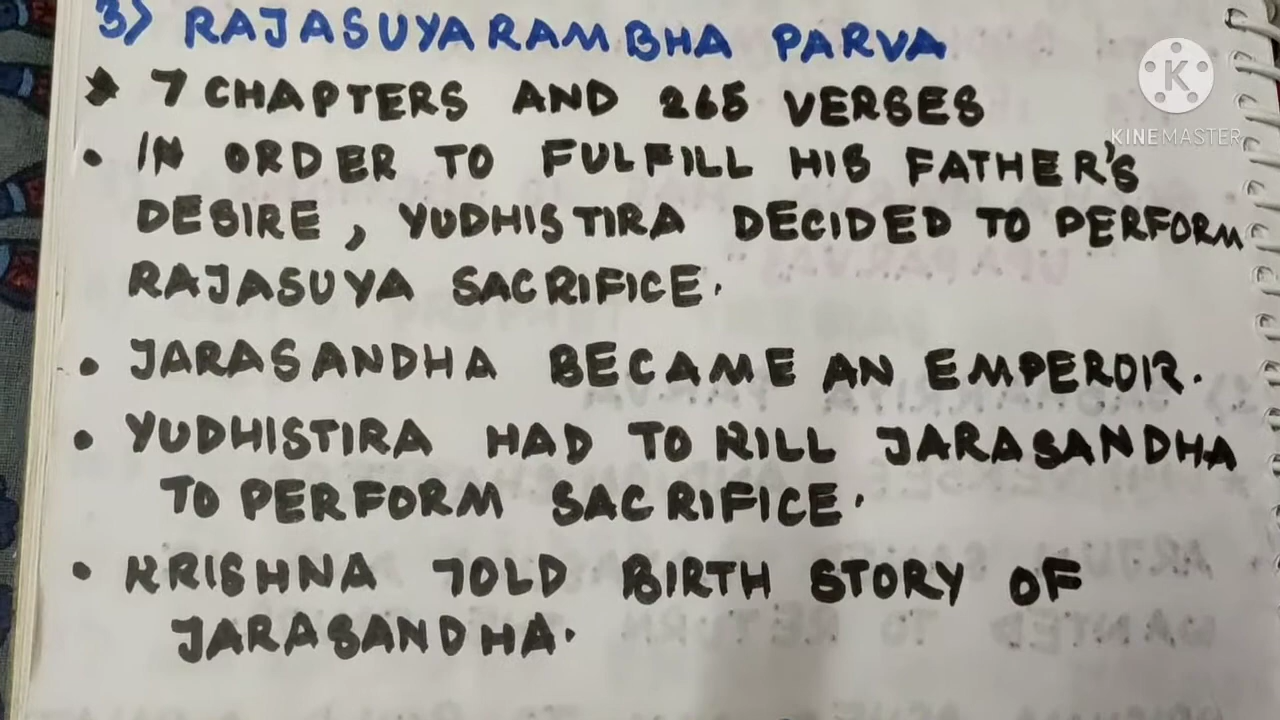 3) RAJASUYARAMBHA PARVA
* 7 CHAPTERS AND 265 VERSES
• IN ORDER TO FULFILL HIS FATHER'S
DESIRE, YUDHISTIRA DECIDED TO PERFORM
RAJASUYA SACRIFICE.
• JARASANDHA BECAME AN EMPEROR.
• YUDHISTIRA HAD TO KILL JARASANDHA
TO PERFORM SACRIFICE.
• KRISHNA TOLD BIRTH STORY OF
JARASANDHA.
K
KINEMASTER